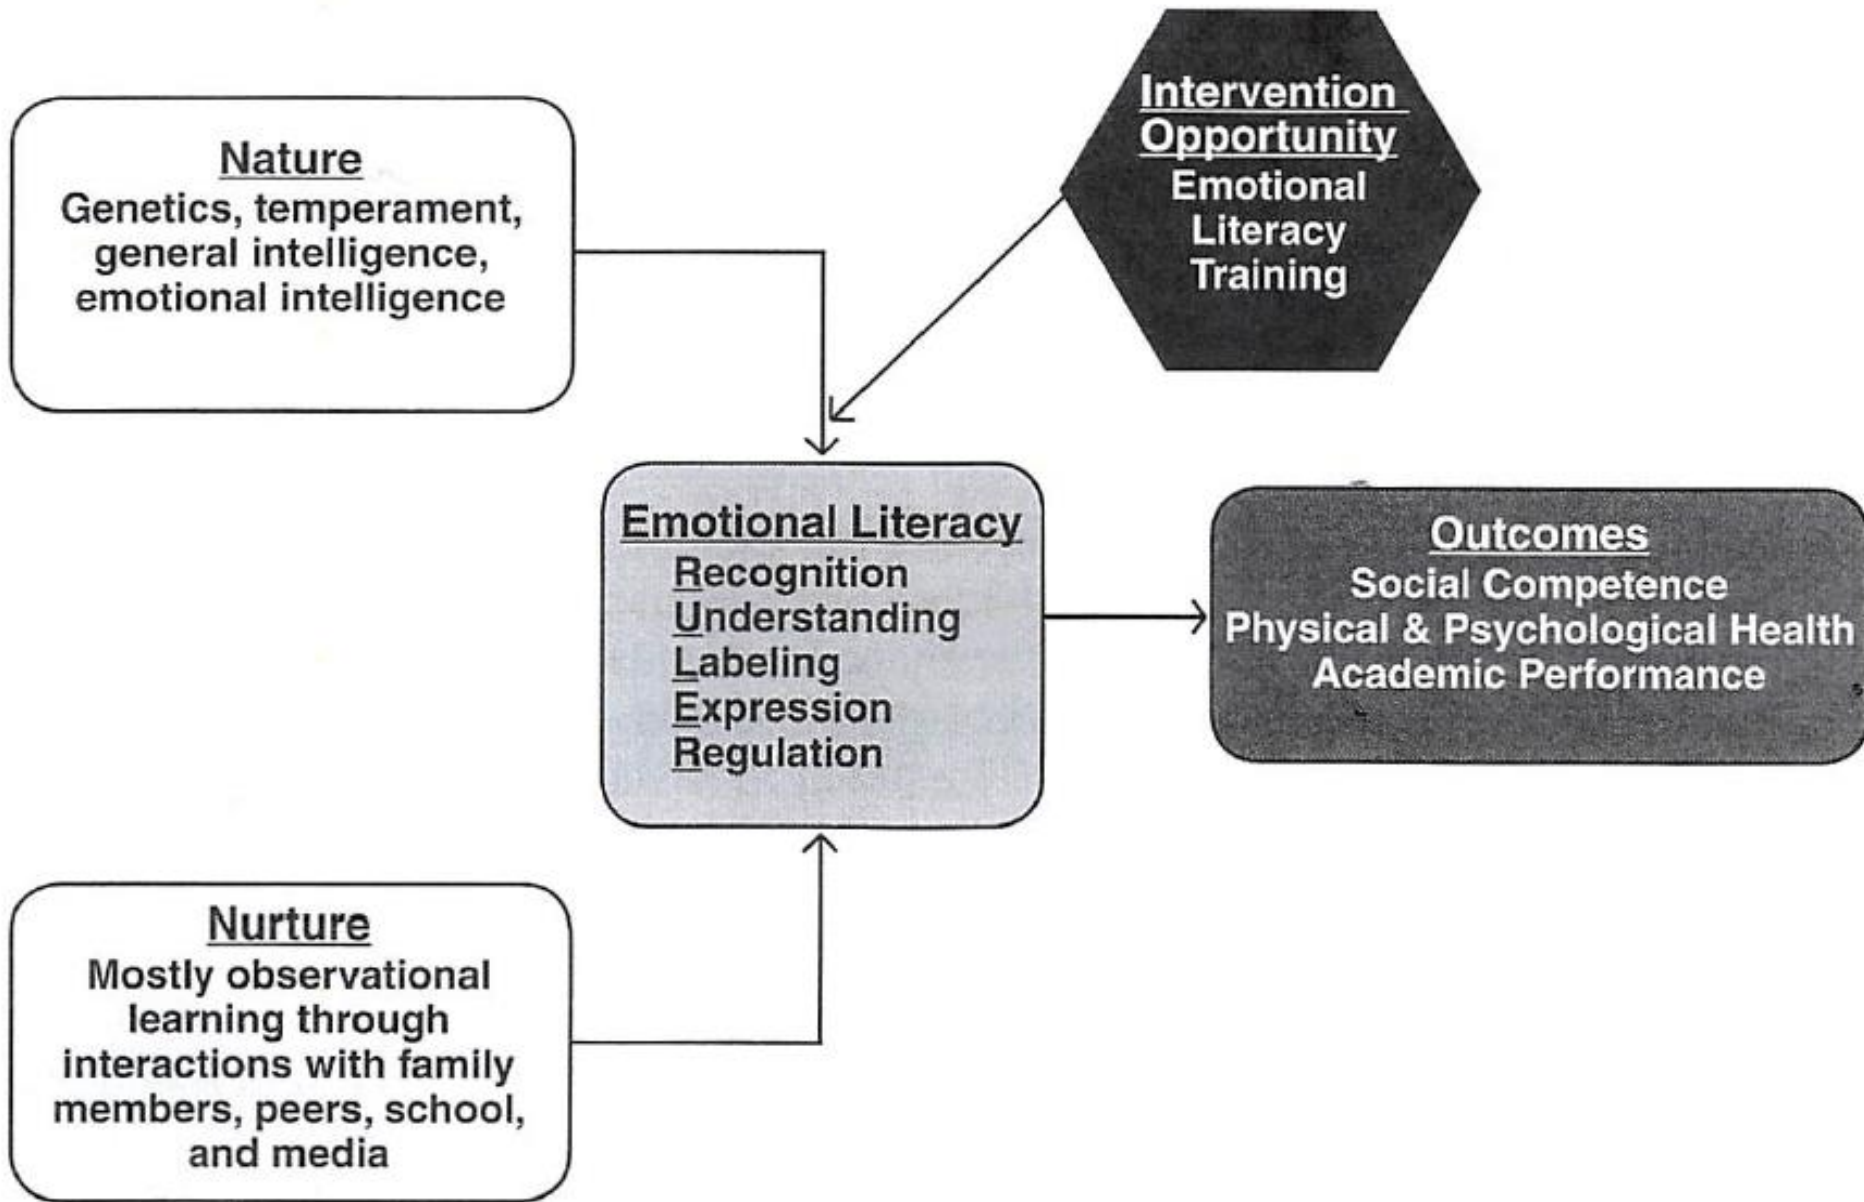 Intervention
Opportunity
Emotional
Literacy
Training
Nature
Genetics, temperament,
general intelligence,
emotional intelligence
Emotional Literacy
Recognition
Understanding
Labeling
Expression
Regulation
Outcomes
Social Competence
Physical & Psychological Health
Academic Performance
Nurture
Mostly observational
learning through
interactions with family
members, peers, school,
and media